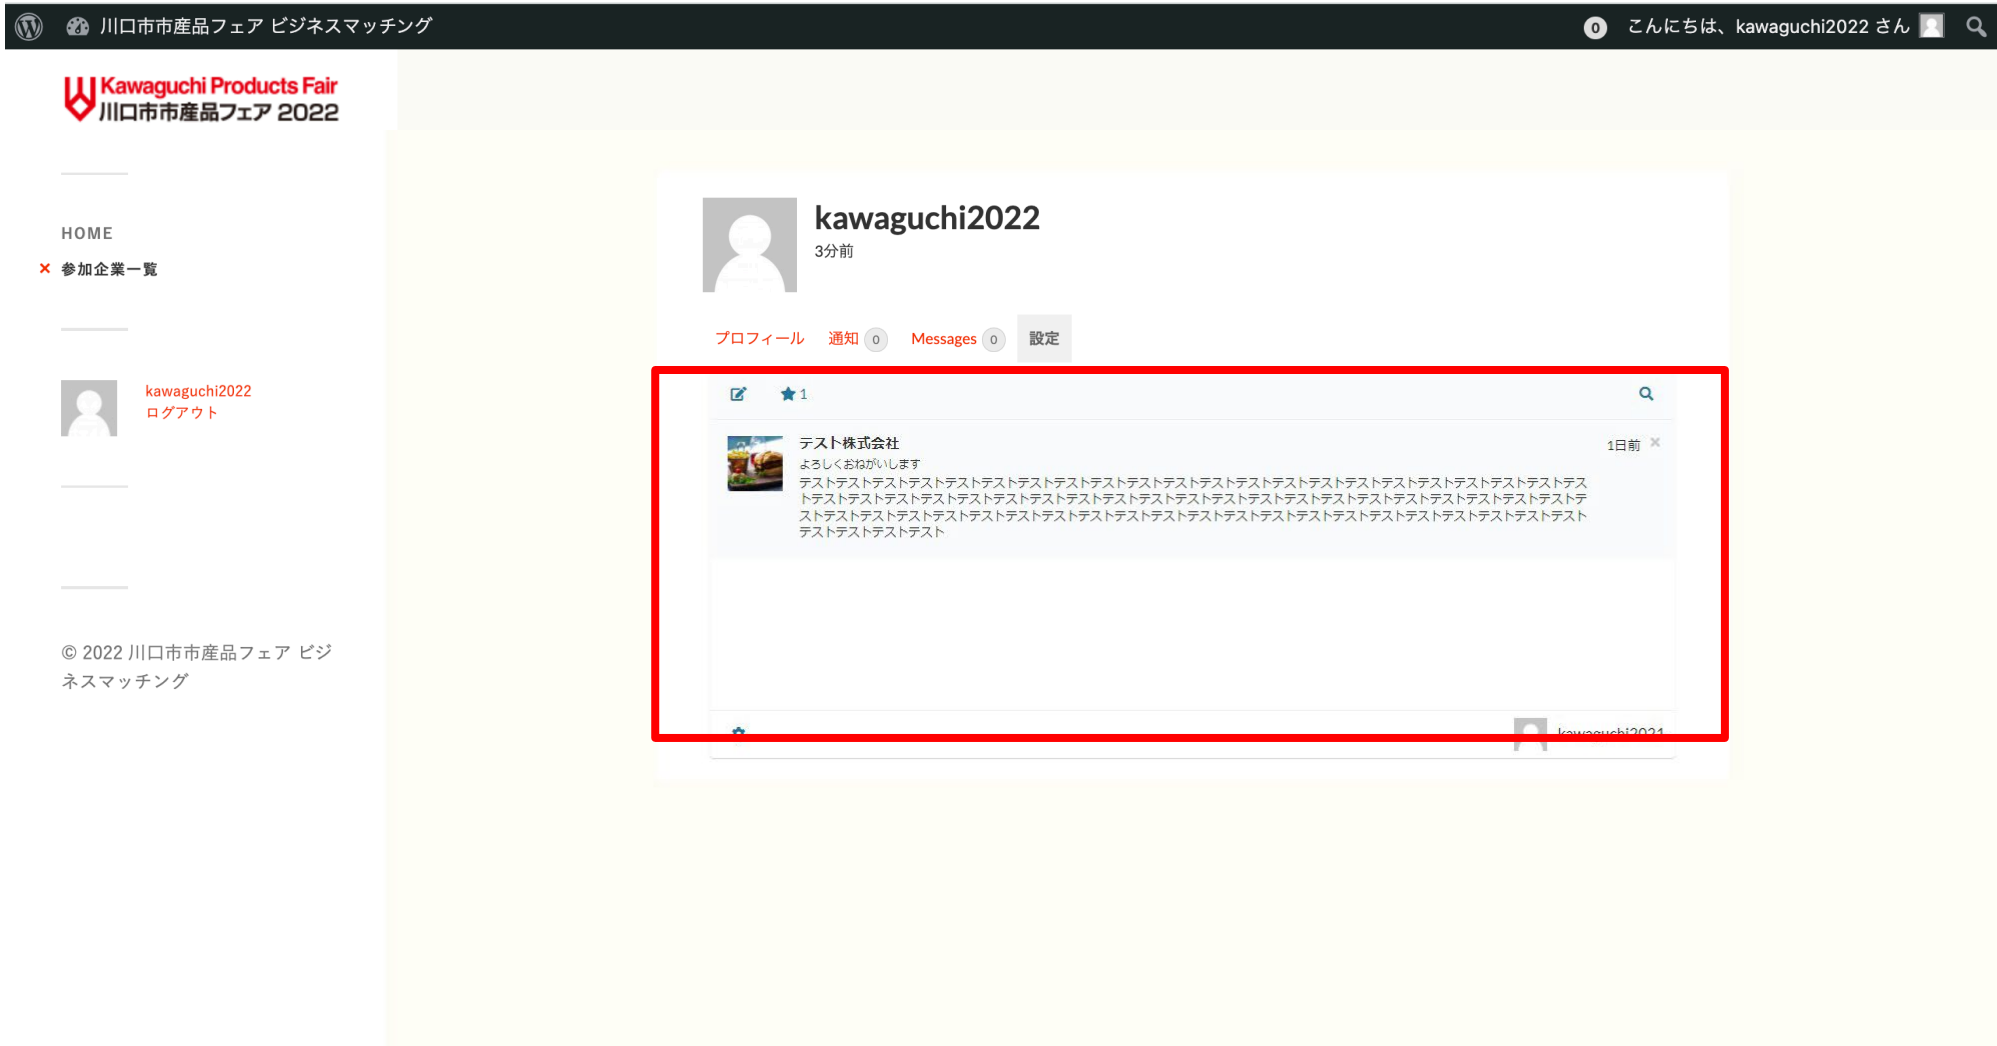 川口市市産品フェア ビジネスマッチング
0 こんにちは、kawaguchi2022 さん
Kawaguchi Products Fair
川口市市産品フェア 2022
HOME
× 参加企業一覧
kawaguchi2022
ログアウト
© 2022 川口市市産品フェア ビジ
ネスマッチング
kawaguchi2022
3分前
プロフィール 通知 0 Messages 0 設定
1
テスト株式会社
1日前 ×
よろしくおねがいします
テストテストテストテストテストテストテストテストテストテストテストテストテストテストテストテストテストテストテストテストテストテス
トテストテストテストテストテストテストテストテストテストテストテストテストテストテストテストテストテストテストテストテストテストテ
ストテストテストテストテストテストテストテストテストテストテストテストテストテストテストテストテストテストテストテストテストテスト
テストテストテストテスト
kawaguchi2021